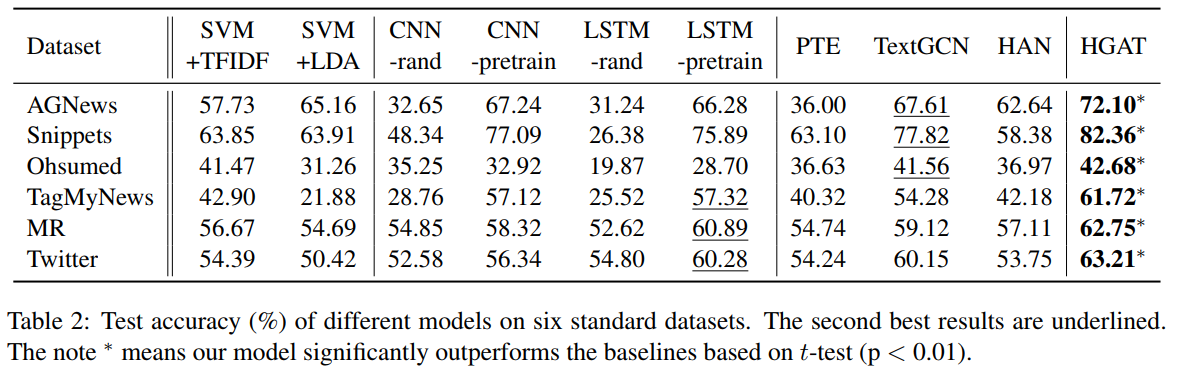 Dataset SVM +TFIDF SVM +LDA CNN -rand CNN -pretrain LSTM -rand LSTM -pretrain PTE TextGCN HAN HGAT
AGNews 57.73 65.16 32.65 67.24 31.24 66.28 36.00 67.61 62.64 72.10*
Snippets 63.85 63.91 48.34 77.09 26.38 75.89 63.10 77.82 58.38 82.36*
Ohsumed 41.47 31.26 35.25 32.92 19.87 28.70 36.63 41.56 36.97 42.68*
TagMyNews 42.90 21.88 28.76 57.12 25.52 57.32 40.32 54.28 42.18 61.72*
MR 56.67 54.69 54.85 58.32 52.62 60.89 54.74 59.12 57.11 62.75*
Twitter 54.39 50.42 52.58 56.34 54.80 60.28 54.24 60.15 53.75 63.21*
Table 2: Test accuracy (%) of different models on six standard datasets. The second best results are underlined.
The note * means our model significantly outperforms the baselines based on t-test (p < 0.01).